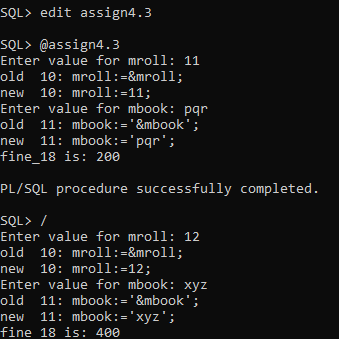 SQL> edit assign4.3
SQL> @assign4.3
Enter value for mroll: 11
old  10: mroll:=&mroll;
new  10: mroll:=11;
Enter value for mbook: pqr
old  11: mbook:='&mbook';
new  11: mbook:='pqr';
fine_18 is: 200
PL/SQL procedure successfully completed.
SQL> /
Enter value for mroll: 12
old  10: mroll:=&mroll;
new  10: mroll:=12;
Enter value for mbook: xyz
old  11: mbook:='&mbook';
new  11: mbook:='xyz';
fine_18 is: 400